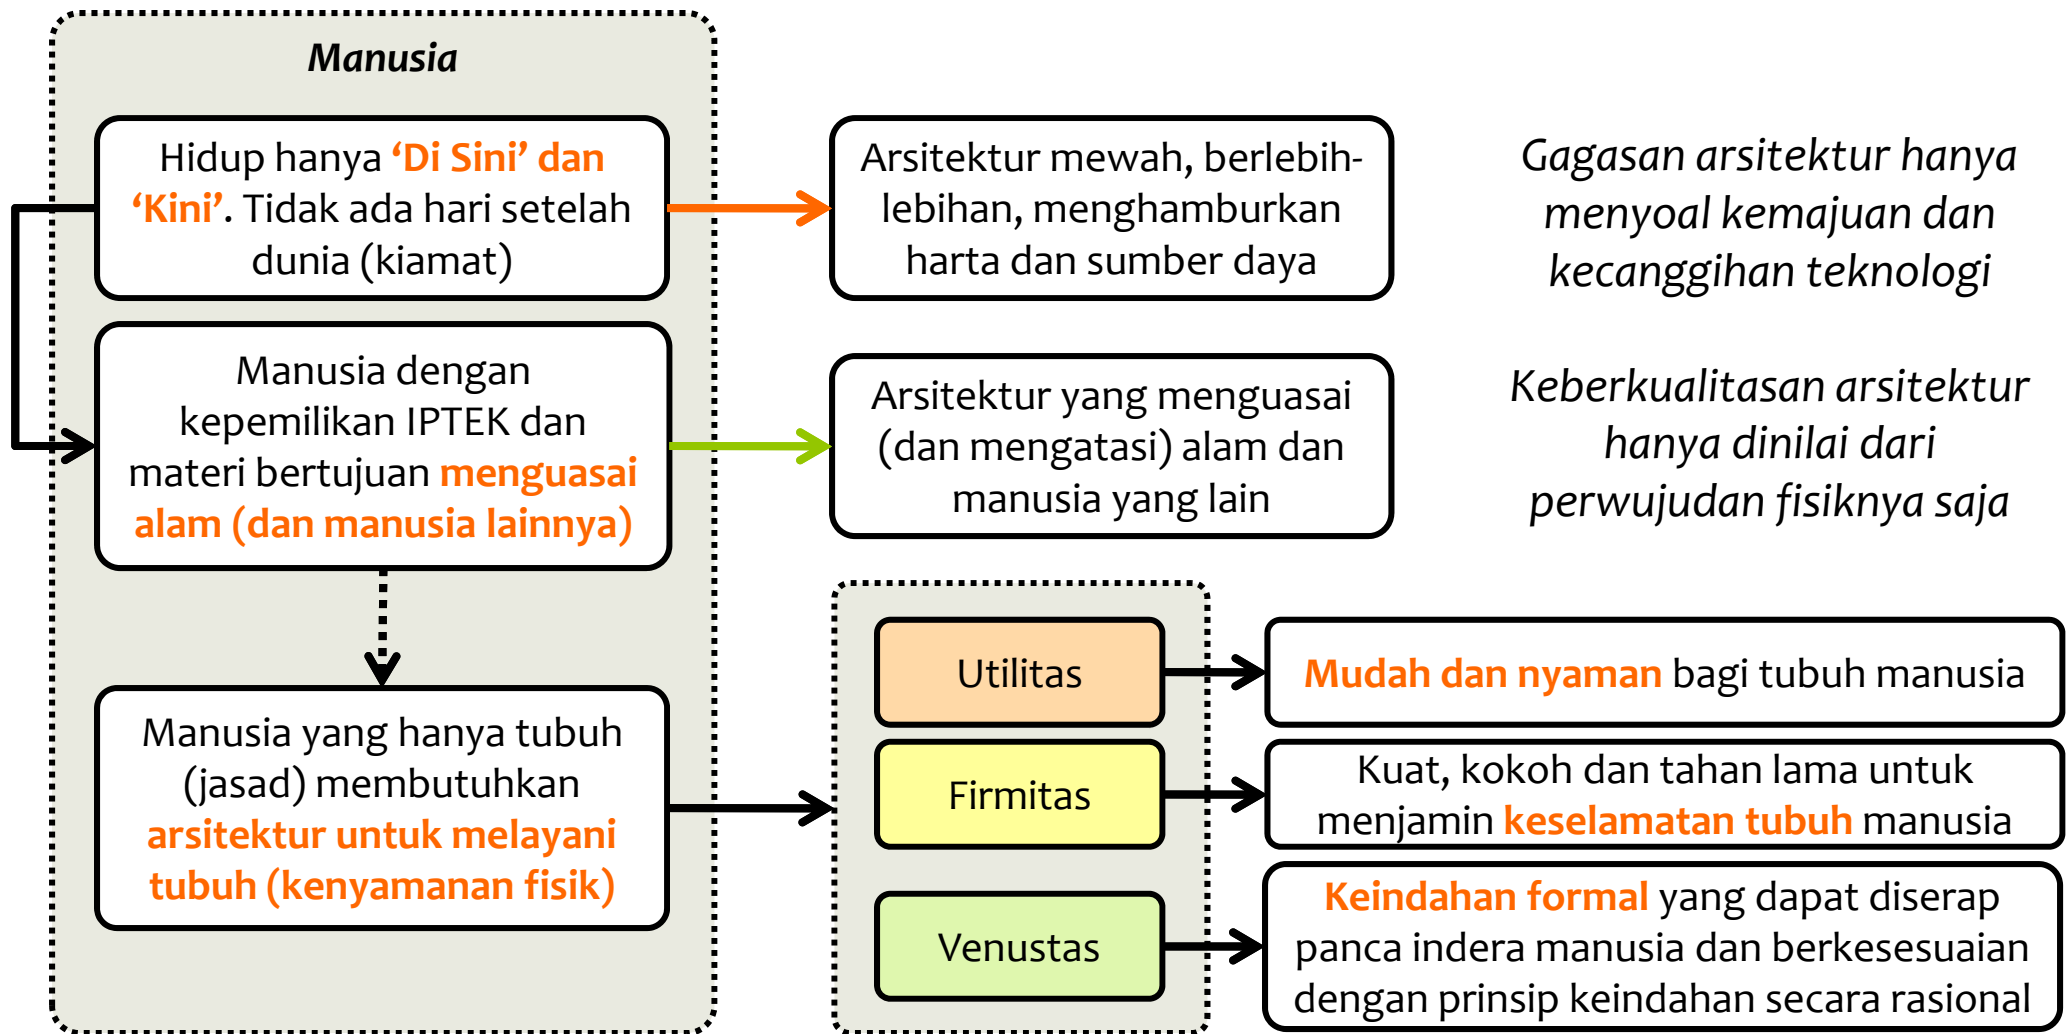 Manusia
Hidup hanya ‘Di Sini’ dan
‘Kini’. Tidak ada hari setelah
dunia (kiamat)
Arsitektur mewah, berlebih-
lebihan, menghamburkan
harta dan sumber daya
Gagasan arsitektur hanya
menyoal kemajuan dan
kecanggihan teknologi
Manusia dengan
kepemilikan IPTEK dan
materi bertujuan menguasai
alam (dan manusia lainnya)
Arsitektur yang menguasai
(dan mengatasi) alam dan
manusia yang lain
Keberkualitasan arsitektur
hanya dinilai dari
perwujudan fisiknya saja
Manusia yang hanya tubuh
(jasad) membutuhkan
arsitektur untuk melayani
tubuh (kenyamanan fisik)
Utilitas
Mudah dan nyaman bagi tubuh manusia
Firmitas
Kuat, kokoh dan tahan lama untuk
menjamin keselamatan tubuh manusia
Venustas
Keindahan formal yang dapat diserap
panca indera manusia dan berkesesuaian
dengan prinsip keindahan secara rasional